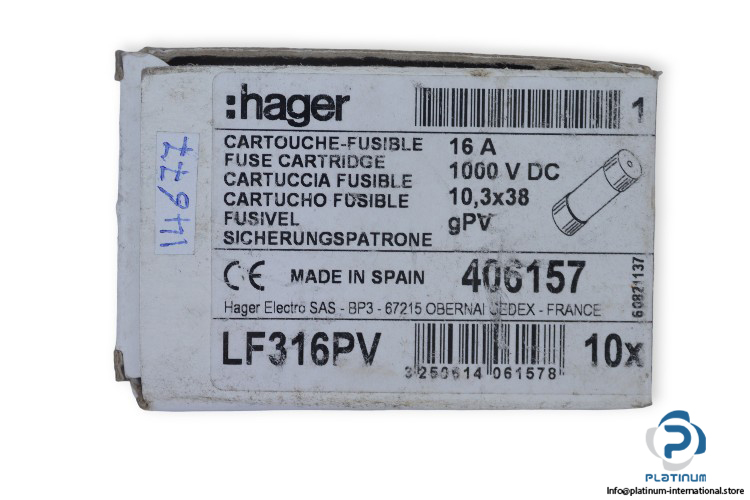 :hager
1
CARTOUCHE-FUSIBLE
FUSE CARTRIDGE
CARTUCCIA FUSIBLE
CARTUCHO FUSIBLE
FUSIVEL
SICHERUNGSPATRONE
16 A
1000 V DC
10,3x38
gPV
14677
CE MADE IN SPAIN 406157
60821137
Hager Electro SAS - BP3 - 67215 OBERNAI CEDEX - FRANCE
LF316PV
3 250614 061578
10x
PLATINUM
Info@platinum-international.store